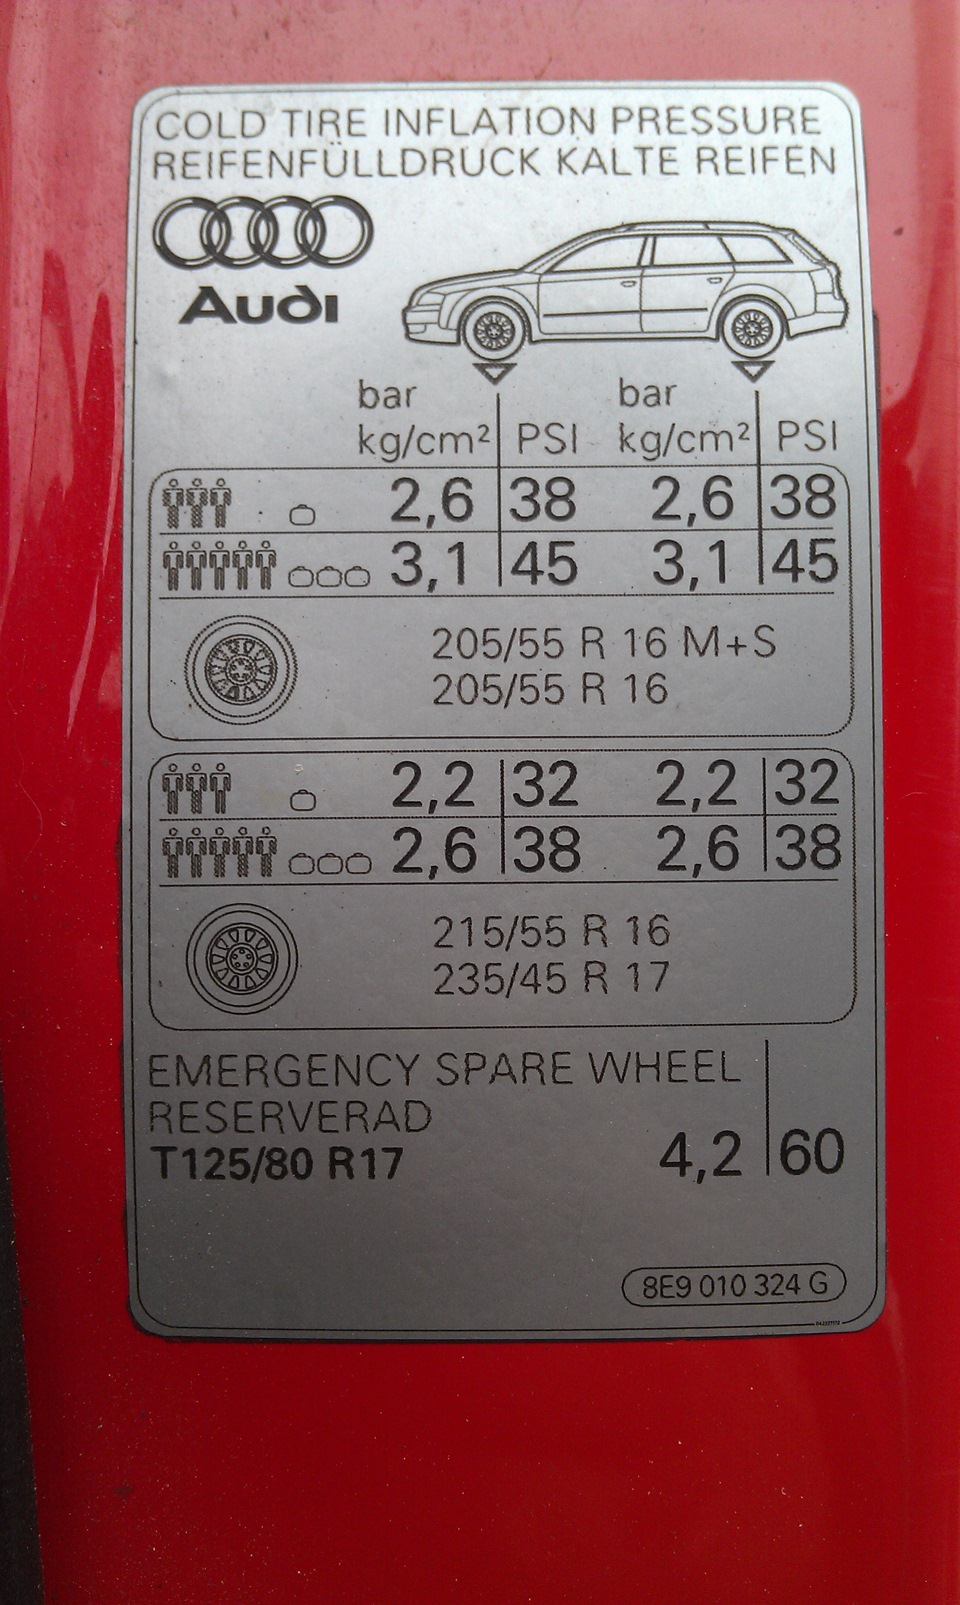 COLD TIRE INFLATION PRESSURE
REIFENFÜLLDRUCK KALTE REIFEN
Audi
bar bar
kg/cm² PSI kg/cm² PSI
2,6 38 2,6 38
3,1 45 3,1 45
205/55 R 16 M+S
205/55 R 16
2,2 32 2,2 32
2,6 38 2,6 38
215/55 R 16
235/45 R 17
EMERGENCY SPARE WHEEL
RESERVERAD
T125/80 R17 4,2 60
8E9 010 324 G